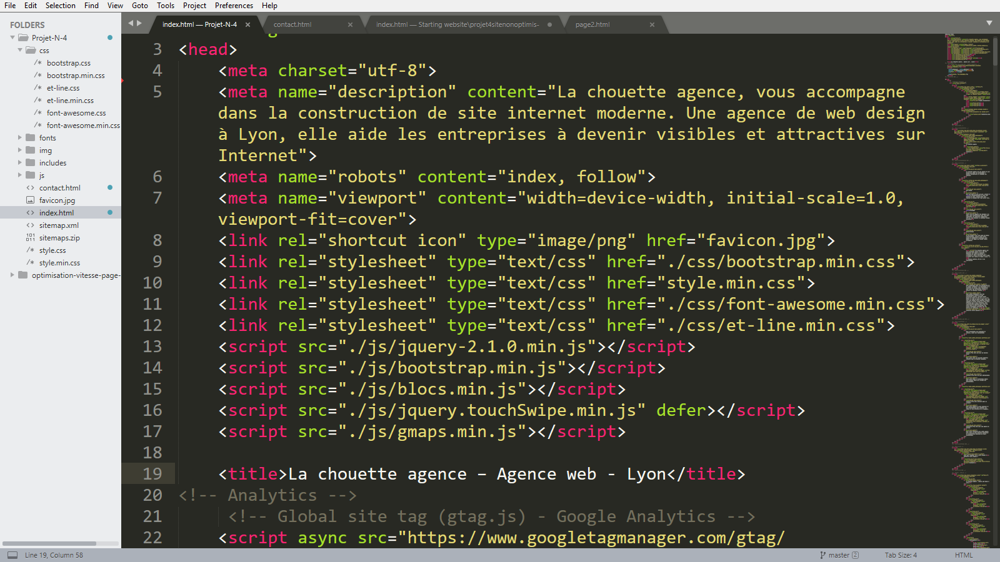 File Edit Selection Find View Goto Tools Project Preferences Help
FOLDERS
Projet-N-4
css
bootstrap.css
bootstrap.min.css
et-line.css
et-line.min.css
font-awesome.css
font-awesome.min.css
fonts
img
includes
js
contact.html
favicon.jpg
index.html
sitemap.xml
sitemaps.zip
style.css
style.min.css
optimisation-vitesse-page-
index.html — Projet-N-4 × contact.html × index.html — Starting website\projet4sitenonoptimis- page2.html ×
3 <head>
4 <meta charset="utf-8">
5 <meta name="description" content="La chouette agence, vous accompagne
dans la construction de site internet moderne. Une agence de web design
à Lyon, elle aide les entreprises à devenir visibles et attractives sur
Internet">
6 <meta name="robots" content="index, follow">
7 <meta name="viewport" content="width=device-width, initial-scale=1.0,
viewport-fit=cover">
8 <link rel="shortcut icon" type="image/png" href="favicon.jpg">
9 <link rel="stylesheet" type="text/css" href="./css/bootstrap.min.css">
10 <link rel="stylesheet" type="text/css" href="style.min.css">
11 <link rel="stylesheet" type="text/css" href="./css/font-awesome.min.css">
12 <link rel="stylesheet" type="text/css" href="./css/et-line.min.css">
13 <script src="./js/jquery-2.1.0.min.js"></script>
14 <script src="./js/bootstrap.min.js"></script>
15 <script src="./js/blocs.min.js"></script>
16 <script src="./js/jquery.touchSwipe.min.js" defer></script>
17 <script src="./js/gmaps.min.js"></script>
18
19 <title>La chouette agence – Agence web - Lyon</title>
20 <!-- Analytics -->
21 <!-- Global site tag (gtag.js) - Google Analytics -->
22 <script async src="https://www.googletagmanager.com/gtag/
Line 19, Column 58 master 2 Tab Size: 4 HTML